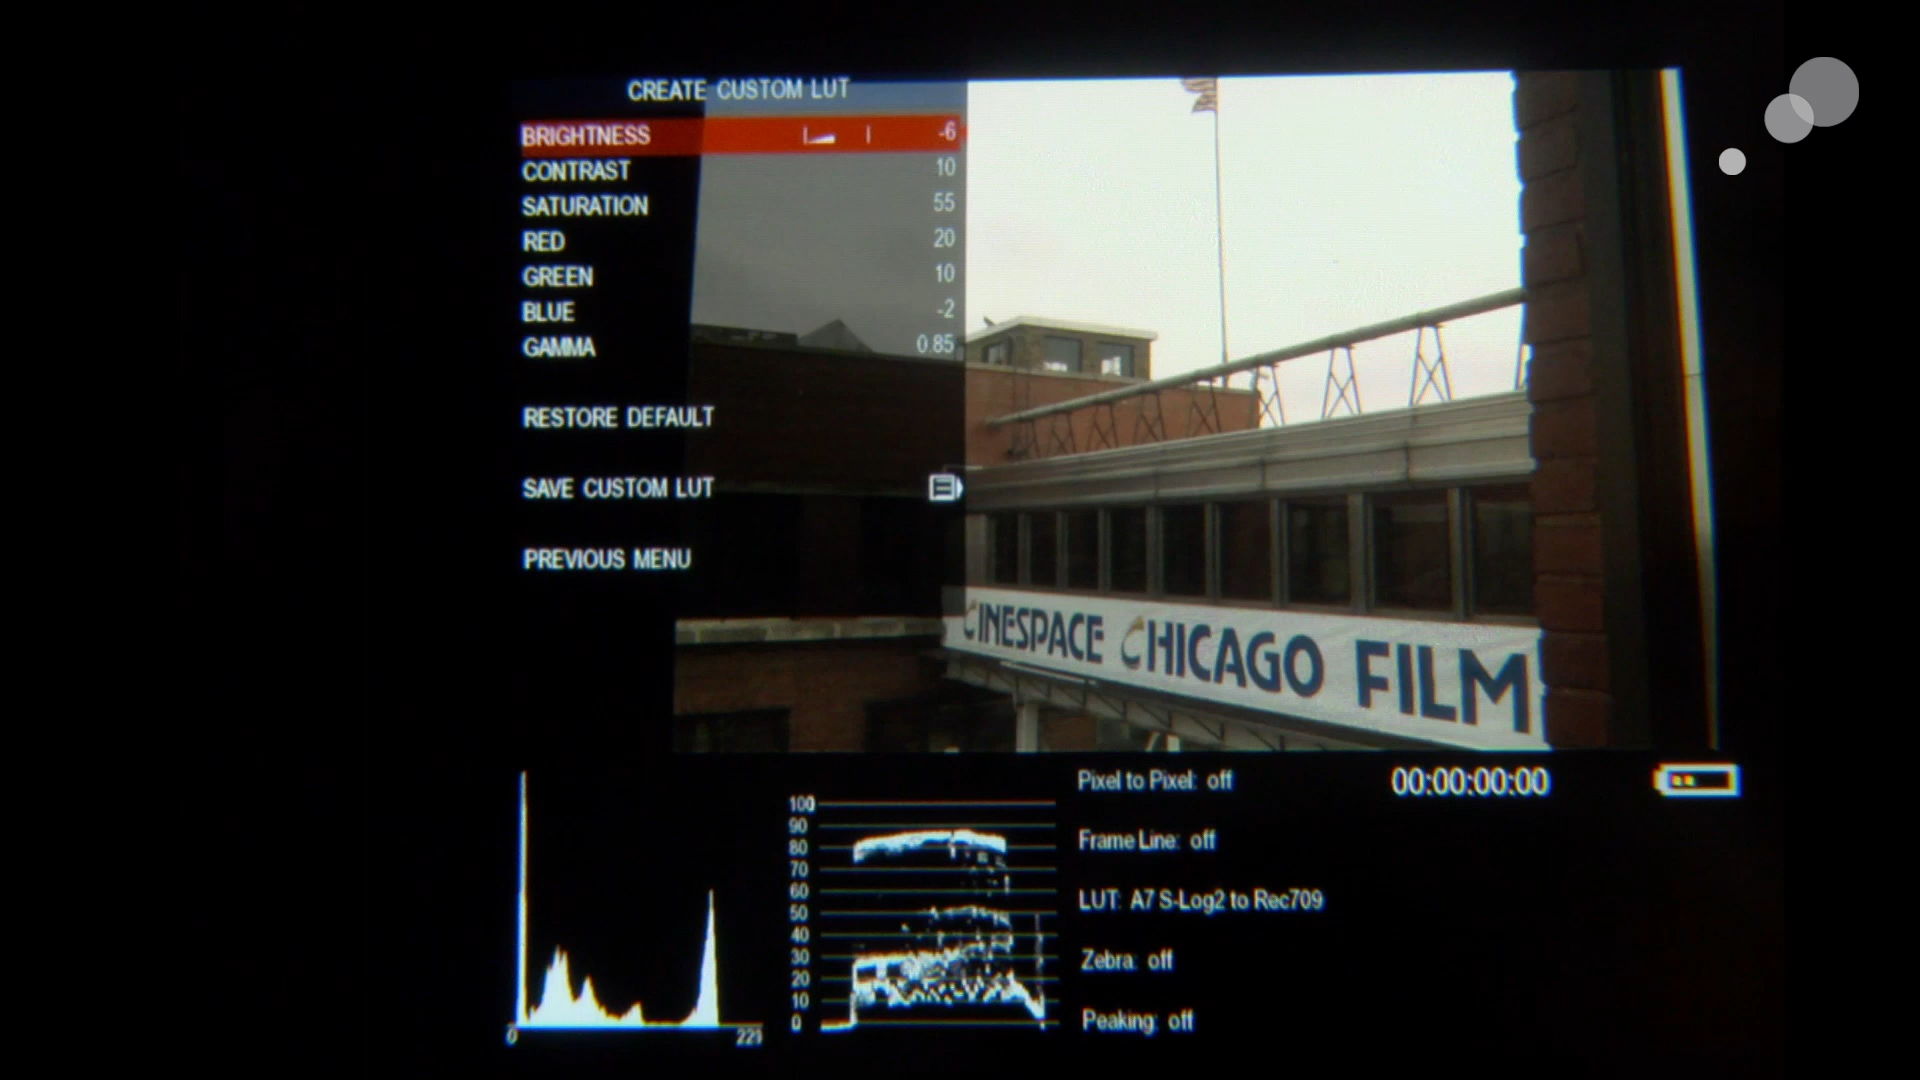 CREATE CUSTOM LUT
BRIGHTNESS -6
CONTRAST 10
SATURATION 55
RED 20
GREEN 10
BLUE -2
GAMMA 0.85
RESTORE DEFAULT
SAVE CUSTOM LUT
PREVIOUS MENU
CINESPACE CHICAGO FILM
Pixel to Pixel: off
00:00:00:00
Frame Line: off
LUT: A7 S-Log2 to Rec709
Zebra: off
Peaking: off
100
90
80
70
60
50
40
30
20
10
0
0